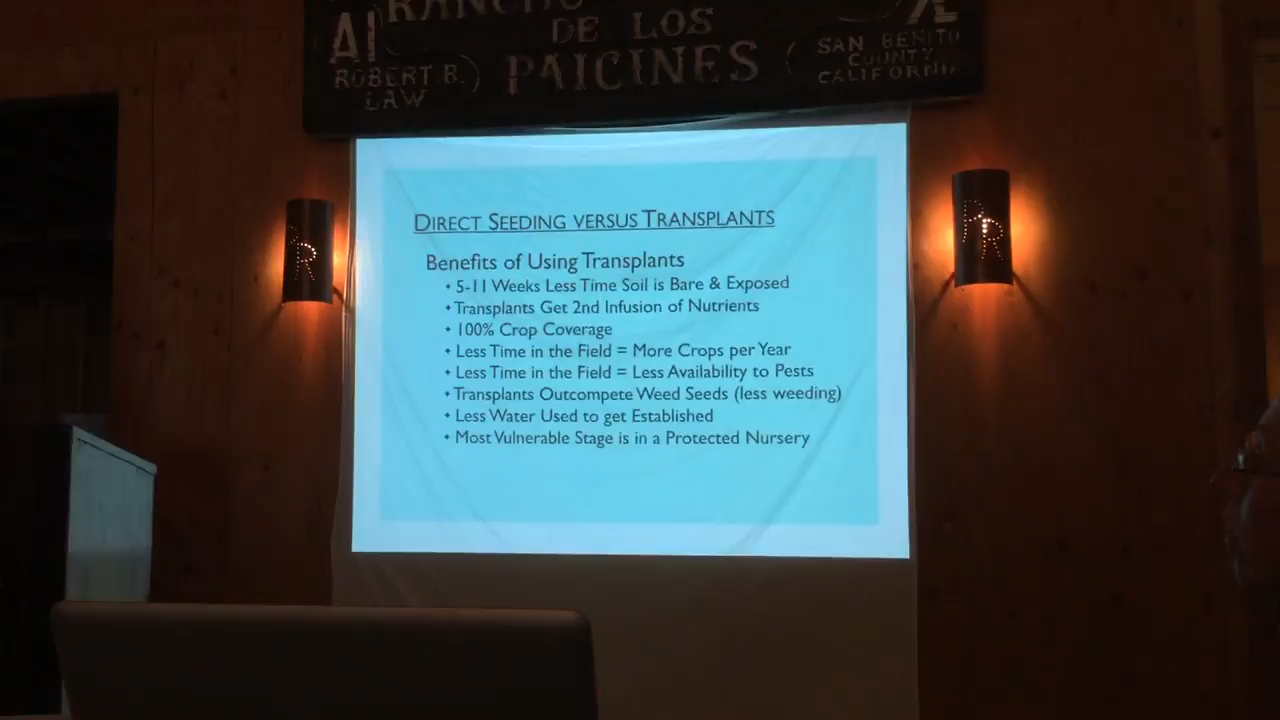 RANCHO
DE LOS
PAICINES
ROBERT B.
LAW
SAN BENITO
COUNTY
CALIFORNIA
R
PR
DIRECT SEEDING VERSUS TRANSPLANTS
Benefits of Using Transplants
• 5-11 Weeks Less Time Soil is Bare & Exposed
• Transplants Get 2nd Infusion of Nutrients
• 100% Crop Coverage
• Less Time in the Field = More Crops per Year
• Less Time in the Field = Less Availability to Pests
• Transplants Outcompete Weed Seeds (less weeding)
• Less Water Used to get Established
• Most Vulnerable Stage is in a Protected Nursery